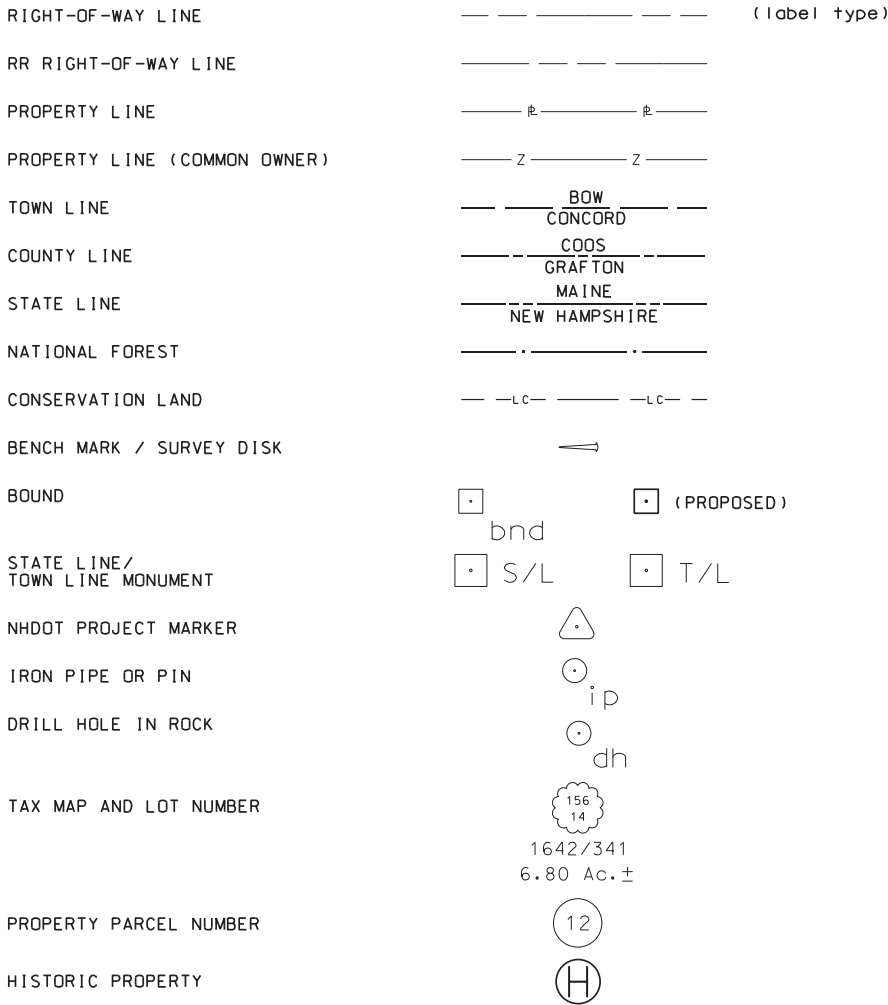 RIGHT-OF-WAY LINE (label type)
RR RIGHT-OF-WAY LINE
PROPERTY LINE ⅊ ⅊
PROPERTY LINE (COMMON OWNER) Z Z
TOWN LINE BOW
CONCORD
COUNTY LINE COOS
GRAFTON
STATE LINE MAINE
NEW HAMPSHIRE
NATIONAL FOREST
CONSERVATION LAND LC LC
BENCH MARK / SURVEY DISK
BOUND (PROPOSED)
bnd
STATE LINE/
TOWN LINE MONUMENT S/L T/L
NHDOT PROJECT MARKER
IRON PIPE OR PIN
ip
DRILL HOLE IN ROCK
dh
TAX MAP AND LOT NUMBER 156
14
1642/341
6.80 Ac.±
PROPERTY PARCEL NUMBER 12
HISTORIC PROPERTY H